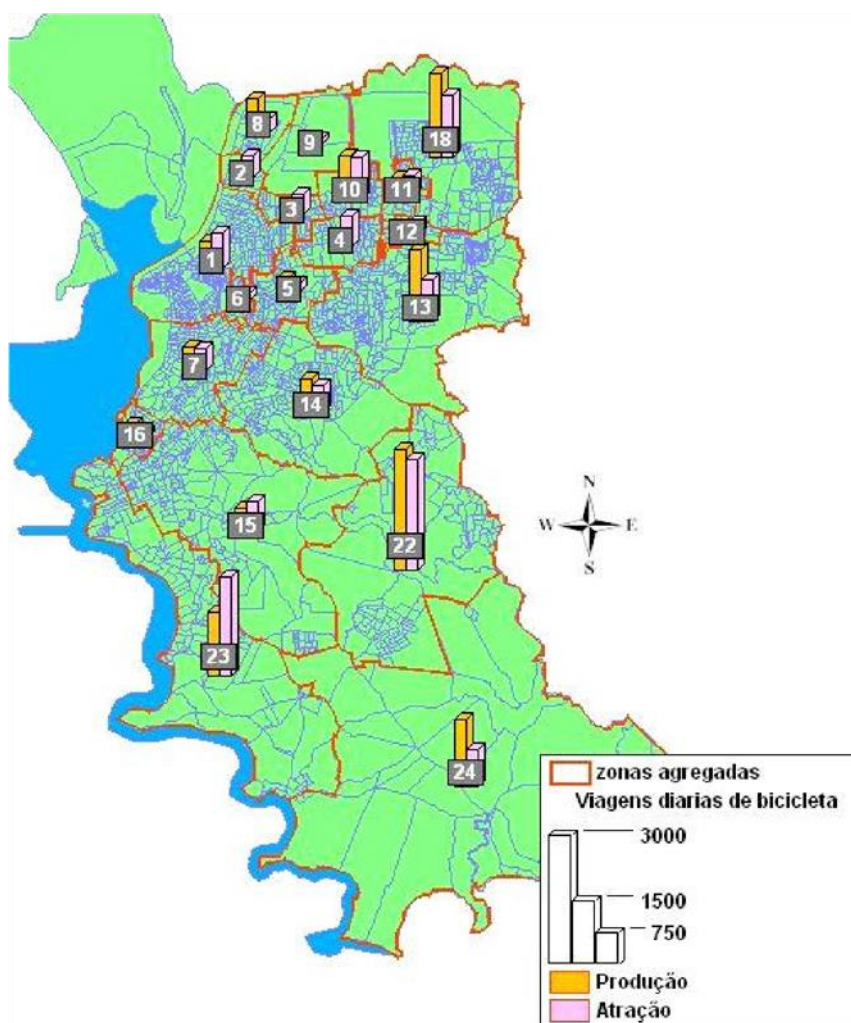 8
9
18
2
10
11
3
4
12
1
5
6
13
7
14
16
15
22
23
24
N
W
E
S
zonas agregadas
Viagens diarias de bicicleta
3000
1500
750
Produção
Atração